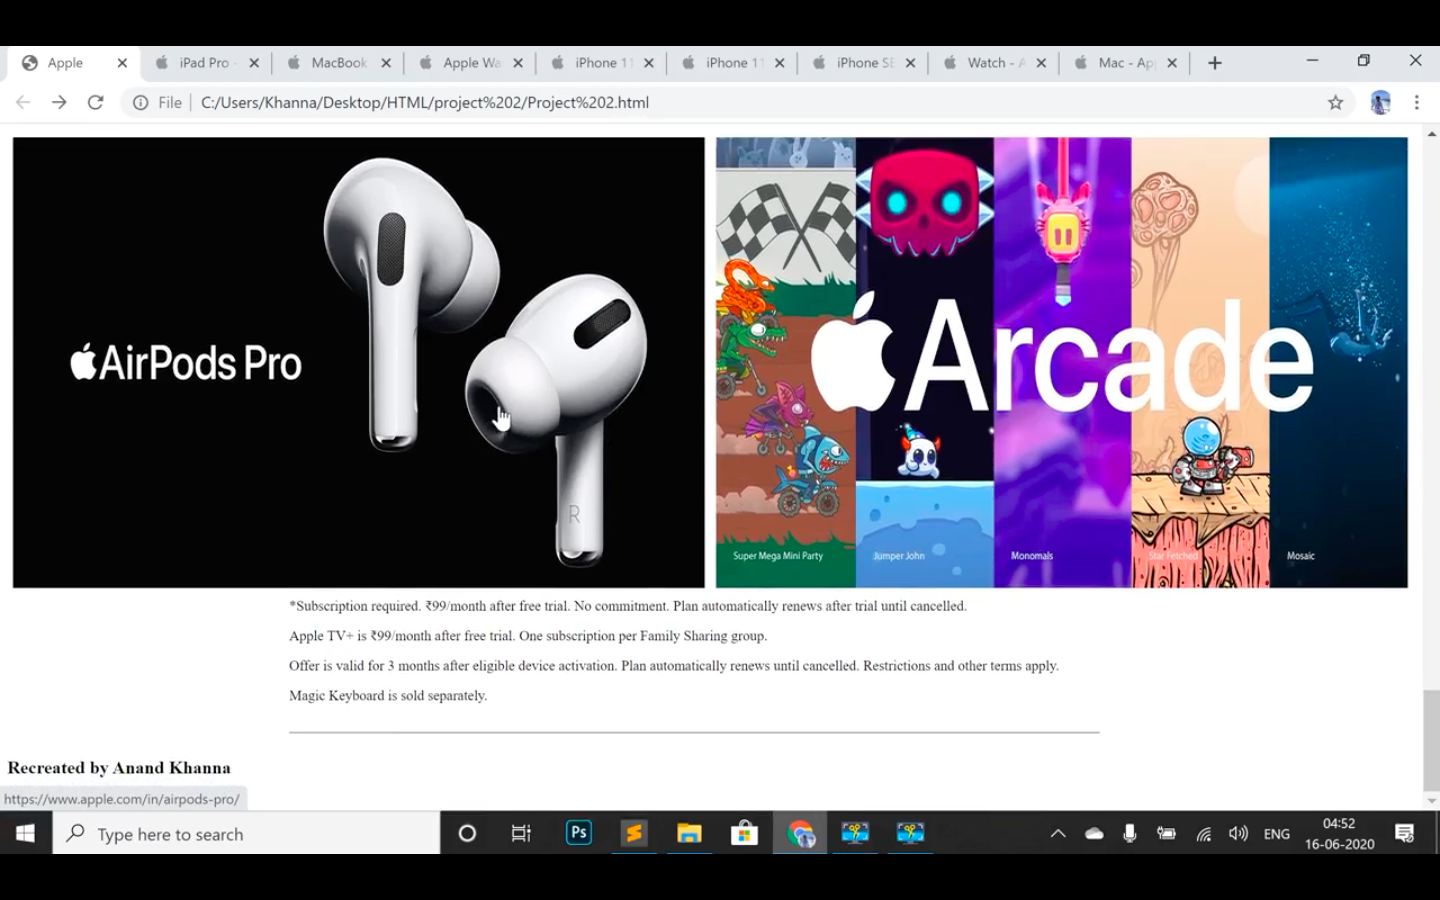 Apple
iPad Pro -
MacBook
Apple Wa
iPhone 11
iPhone 11
iPhone SE
Watch - A
Mac - App
File
C:/Users/Khanna/Desktop/HTML/project%202/Project%202.html
AirPods Pro
R
Arcade
Super Mega Mini Party
Jumper John
Monomals
Star Fetched
Mosaic
*Subscription required. ₹99/month after free trial. No commitment. Plan automatically renews after trial until cancelled.
Apple TV+ is ₹99/month after free trial. One subscription per Family Sharing group.
Offer is valid for 3 months after eligible device activation. Plan automatically renews until cancelled. Restrictions and other terms apply.
Magic Keyboard is sold separately.
Recreated by Anand Khanna
https://www.apple.com/in/airpods-pro/
Type here to search
Ps
ENG
04:52
16-06-2020